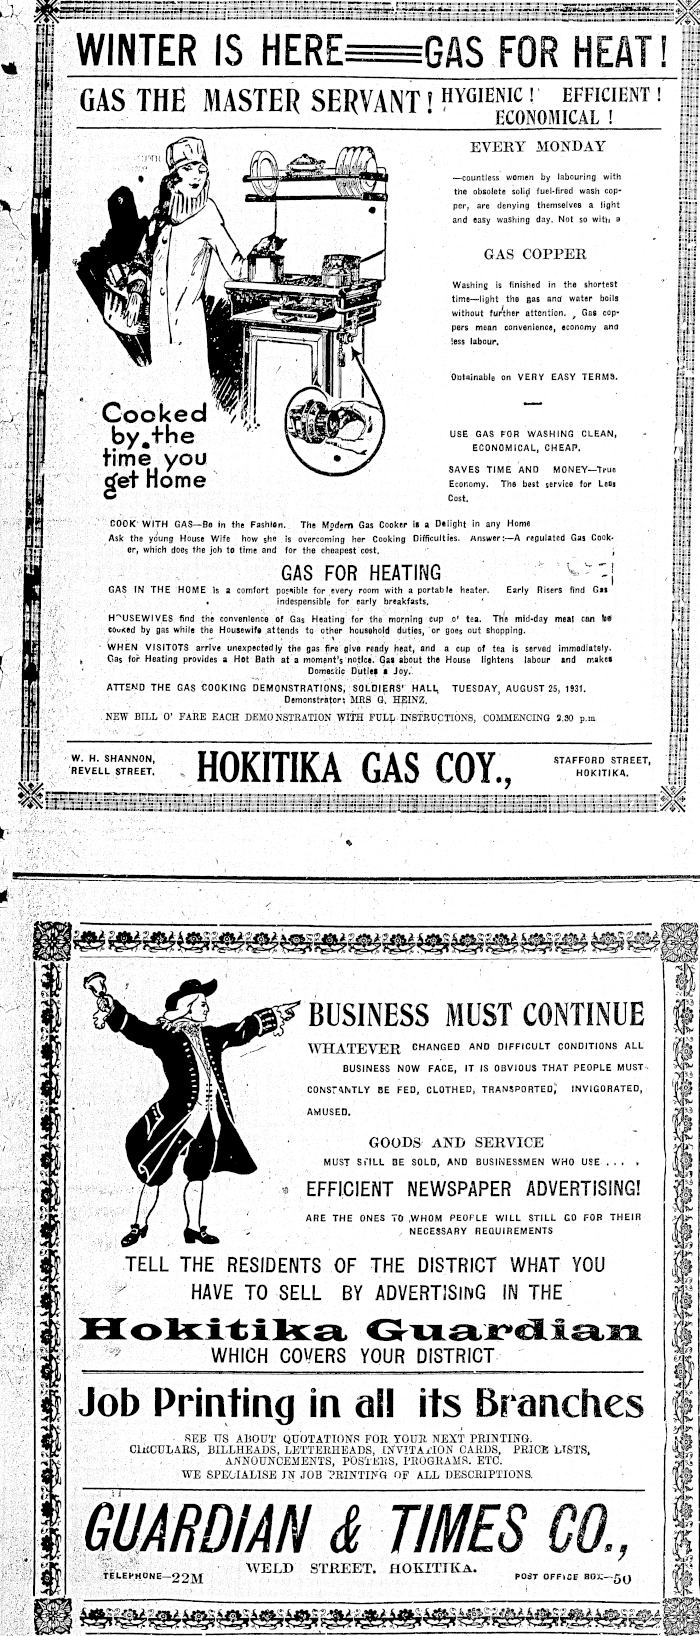 WINTER IS HERE══GAS FOR HEAT!
GAS THE MASTER SERVANT! HYGIENIC! EFFICIENT!
ECONOMICAL!
EVERY MONDAY
—countless women by labouring with
the obsolete solid fuel-fired wash cop-
per, are denying themselves a light
and easy washing day. Not so with a
GAS COPPER
Washing is finished in the shortest
time—light the gas and water boils
without further attention. Gas cop-
pers mean convenience, economy and
less labour.
Obtainable on VERY EASY TERMS.
USE GAS FOR WASHING CLEAN,
ECONOMICAL, CHEAP.
SAVES TIME AND MONEY—True
Economy. The best service for Less
Cost.
Cooked
by the
time you
get Home
COOK WITH GAS—Be in the Fashion. The Modern Gas Cooker is a Delight in any Home
Ask the young House Wife how she is overcoming her Cooking Difficulties. Answer:—A regulated Gas Cook-
er, which does the job to time and for the cheapest cost.
GAS FOR HEATING
GAS IN THE HOME is a comfort possible for every room with a portable heater. Early Risers find Gas
indespensible for early breakfasts.
HOUSEWIVES find the convenience of Gas Heating for the morning cup o' tea. The mid-day meal can be
cooked by gas while the Housewife attends to other household duties, or goes out shopping.
WHEN VISITOTS arrive unexpectedly the gas fire give ready heat, and a cup of tea is served immediately.
Gas for Heating provides a Hot Bath at a moment's notice. Gas about the House lightens labour and makes
Domestic Duties a Joy.
ATTEND THE GAS COOKING DEMONSTRATIONS, SOLDIERS' HALL, TUESDAY, AUGUST 25, 1931.
Demonstrator: MRS G. HEINZ.
NEW BILL O' FARE EACH DEMONSTRATION WITH FULL INSTRUCTIONS, COMMENCING 2.30 p.m
W. H. SHANNON,
REVELL STREET.
HOKITIKA GAS COY.,
STAFFORD STREET,
HOKITIKA.
BUSINESS MUST CONTINUE
WHATEVER CHANGED AND DIFFICULT CONDITIONS ALL
BUSINESS NOW FACE, IT IS OBVIOUS THAT PEOPLE MUST
CONSTANTLY BE FED, CLOTHED, TRANSPORTED, INVIGORATED,
AMUSED.
GOODS AND SERVICE
MUST STILL BE SOLD, AND BUSINESSMEN WHO USE . . . .
EFFICIENT NEWSPAPER ADVERTISING!
ARE THE ONES TO WHOM PEOPLE WILL STILL GO FOR THEIR
NECESSARY REQUIREMENTS
TELL THE RESIDENTS OF THE DISTRICT WHAT YOU
HAVE TO SELL BY ADVERTISING IN THE
Hokitika Guardian
WHICH COVERS YOUR DISTRICT
Job Printing in all its Branches
SEE US ABOUT QUOTATIONS FOR YOUR NEXT PRINTING.
CIRCULARS, BILLHEADS, LETTERHEADS, INVITATION CARDS, PRICE LISTS,
ANNOUNCEMENTS, POSTERS, PROGRAMS. ETC.
WE SPECIALISE IN JOB PRINTING OF ALL DESCRIPTIONS.
GUARDIAN & TIMES CO.,
WELD STREET. HOKITIKA.
TELEPHONE—22M
POST OFFICE BOX—50